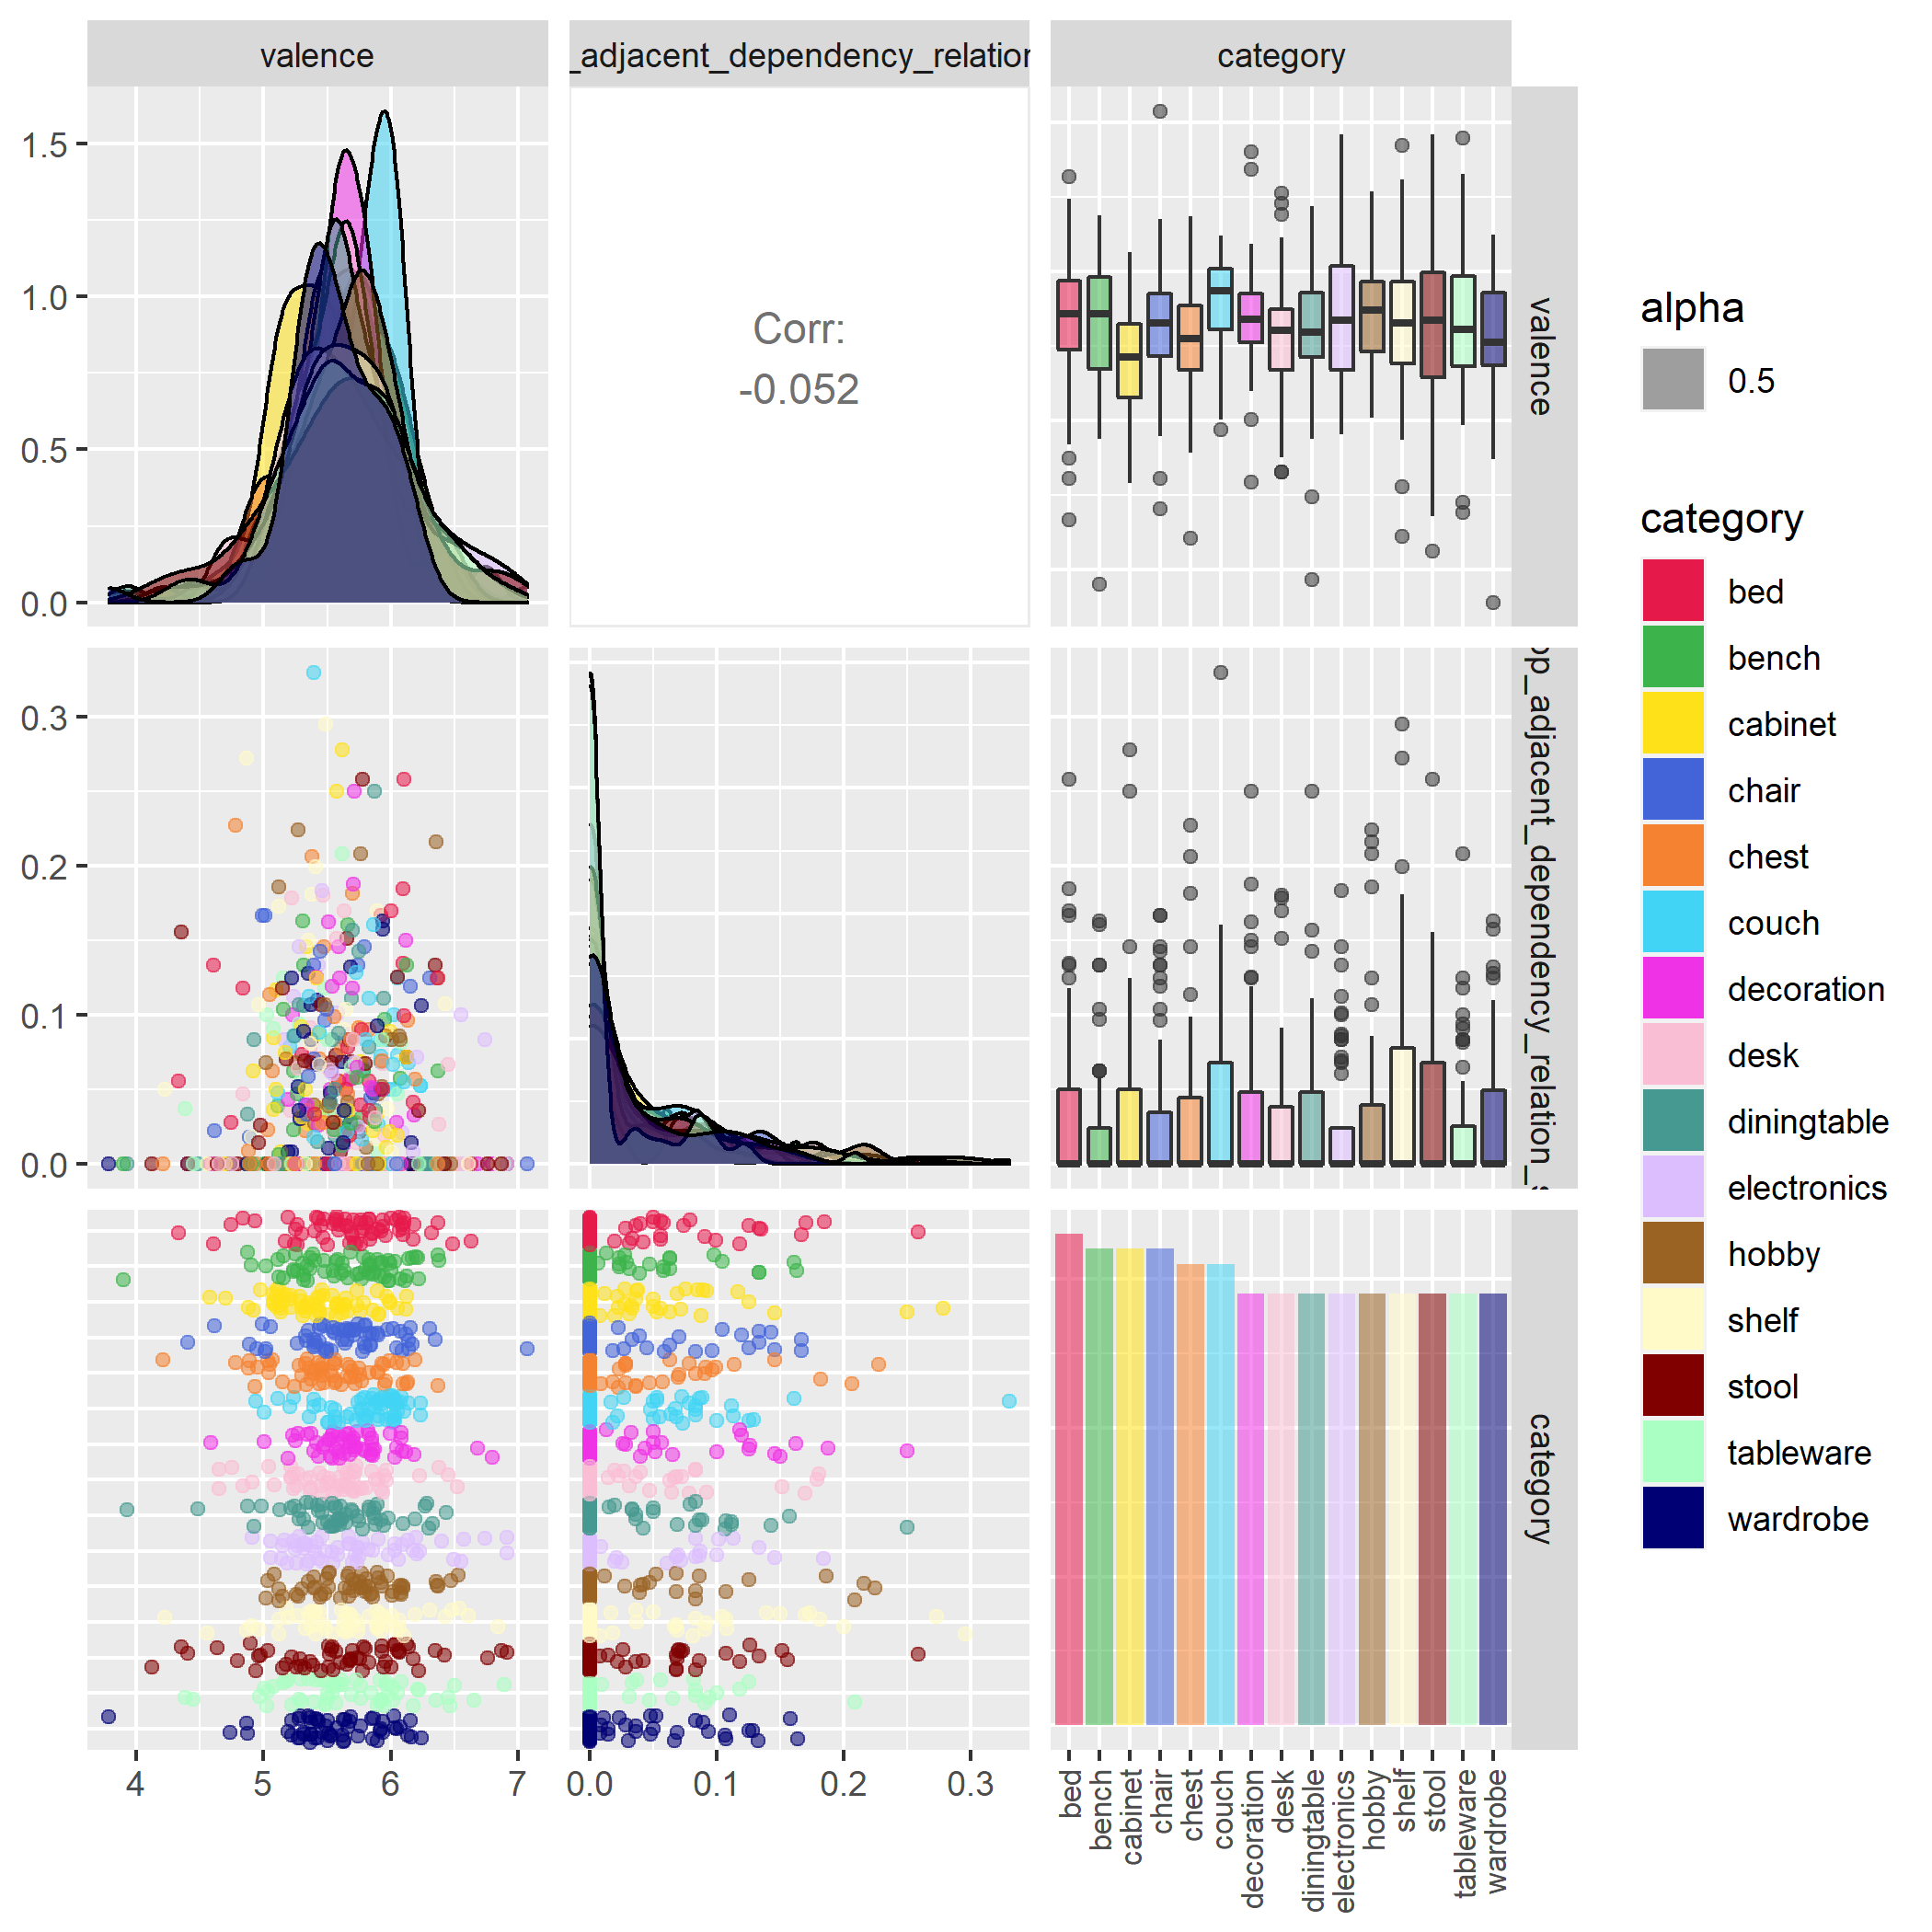 valence
_adjacent_dependency_relation
category
1.5
1.0
0.5
0.0
Corr:
-0.052
valence
0.3
0.2
0.1
0.0
pp_adjacent_dependency_relation_s
category
4 5 6 7
0.0 0.1 0.2 0.3
bed
bench
cabinet
chair
chest
couch
decoration
desk
diningtable
electronics
hobby
shelf
stool
tableware
wardrobe
alpha
0.5
category
bed
bench
cabinet
chair
chest
couch
decoration
desk
diningtable
electronics
hobby
shelf
stool
tableware
wardrobe